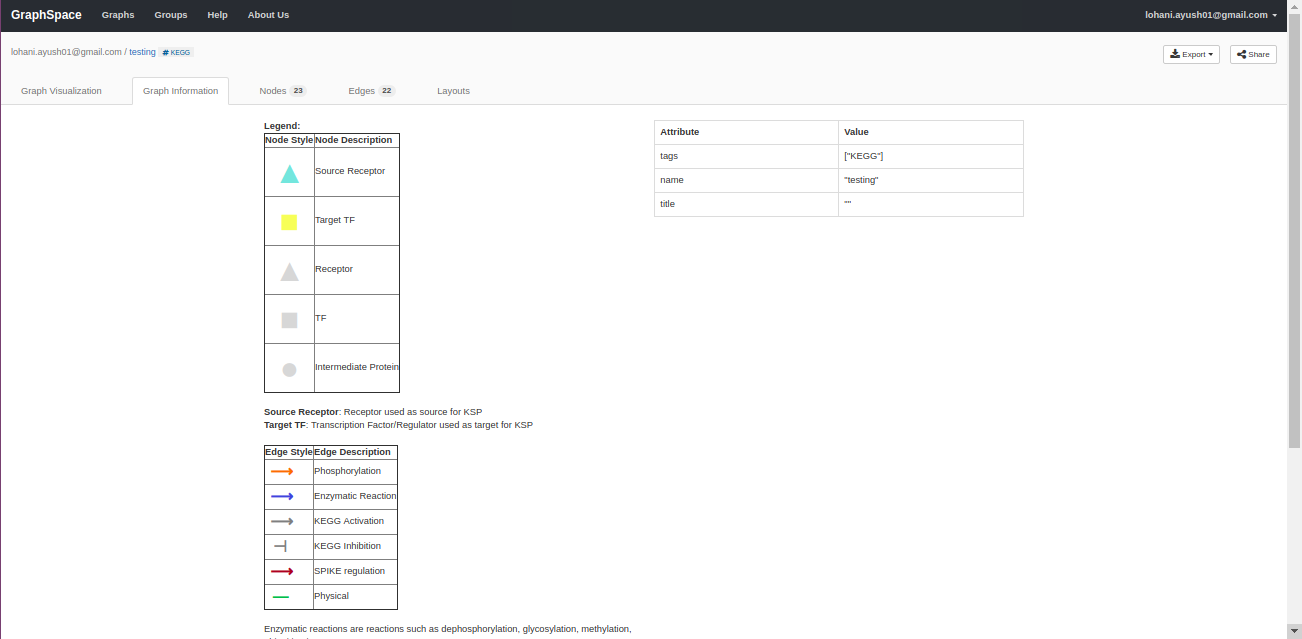 GraphSpace Graphs Groups Help About Us lohani.ayush01@gmail.com
lohani.ayush01@gmail.com / testing # KEGG
Export Share
Graph Visualization Graph Information Nodes 23 Edges 22 Layouts
Legend:
Node Style Node Description
Source Receptor
Target TF
Receptor
TF
Intermediate Protein
Source Receptor: Receptor used as source for KSP
Target TF: Transcription Factor/Regulator used as target for KSP
Edge Style Edge Description
Phosphorylation
Enzymatic Reaction
KEGG Activation
KEGG Inhibition
SPIKE regulation
Physical
Enzymatic reactions are reactions such as dephosphorylation, glycosylation, methylation,
Attribute Value
tags ["KEGG"]
name "testing"
title ""